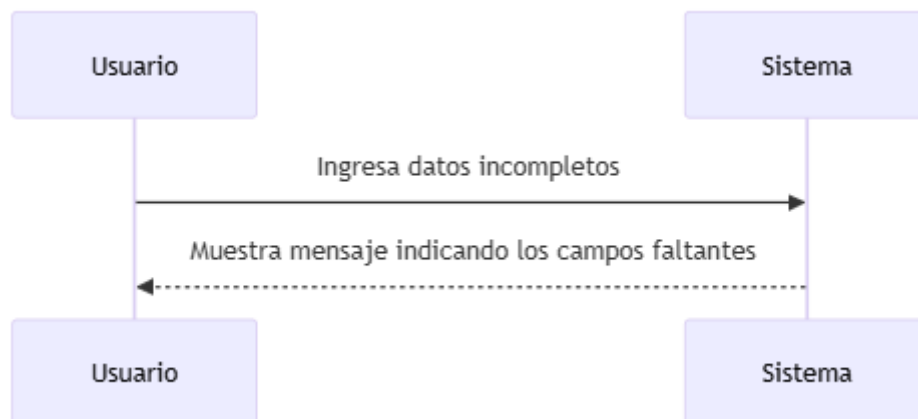 Usuario
Sistema
Ingresa datos incompletos
Muestra mensaje indicando los campos faltantes
Usuario
Sistema